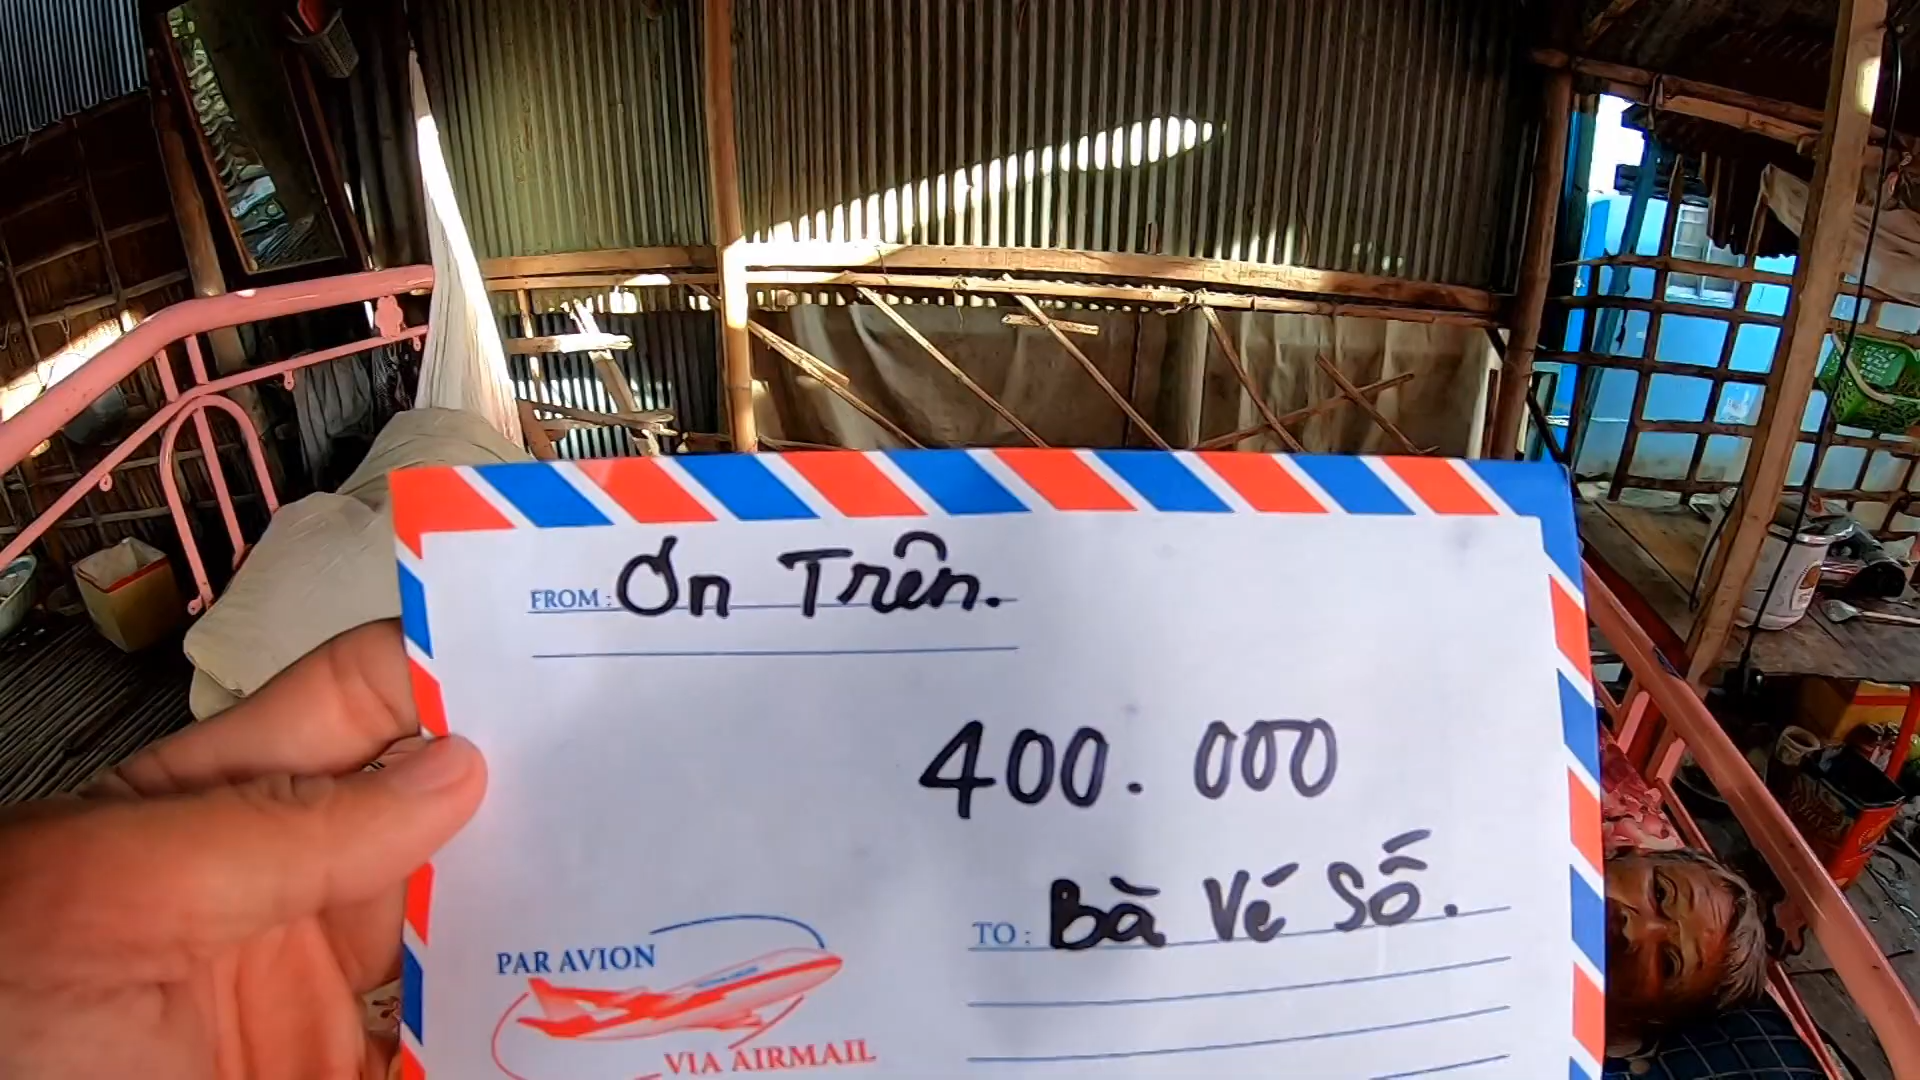 FROM: Ơn Trên.
400.000
TO: Bà Vé Số.
PAR AVION
VIA AIRMAIL